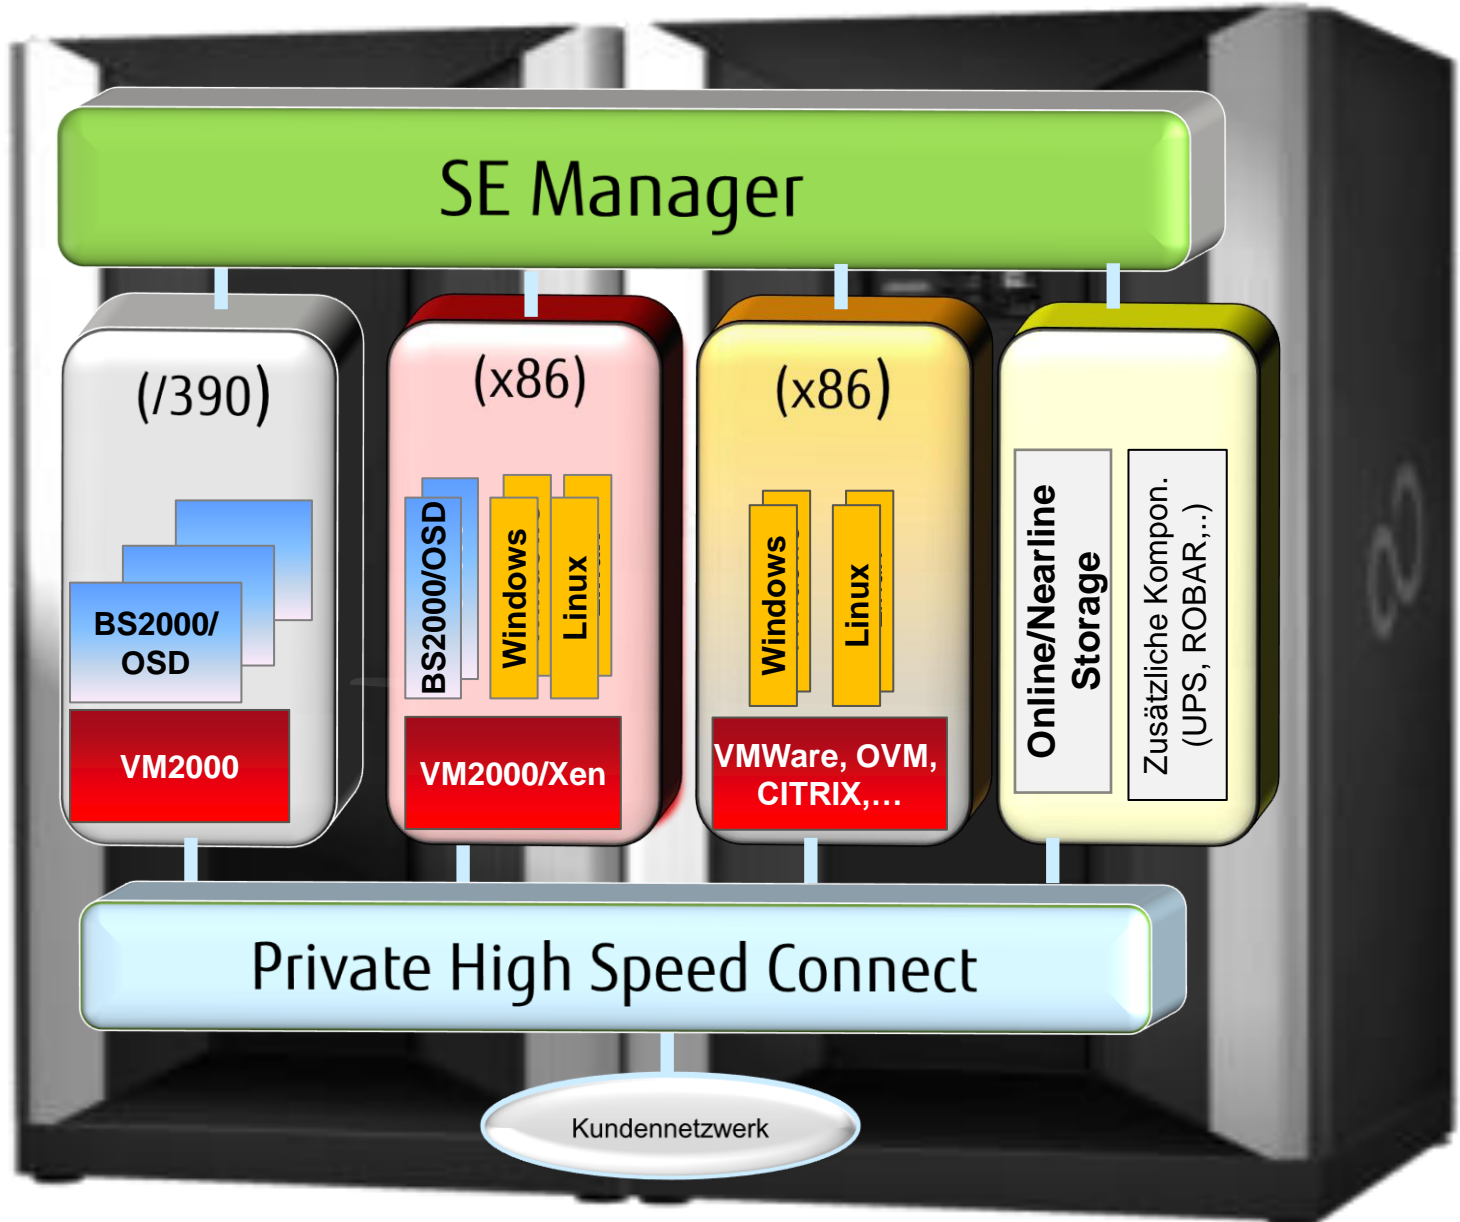 SE Manager
(/390)
BS2000/
OSD
VM2000
(x86)
BS2000/OSD
Windows
Linux
VM2000/Xen
(x86)
Windows
Linux
VMWare, OVM,
CITRIX,...
Online/Nearline
Storage
Zusätzliche Kompon.
(UPS, ROBAR,..)
Private High Speed Connect
Kundennetzwerk